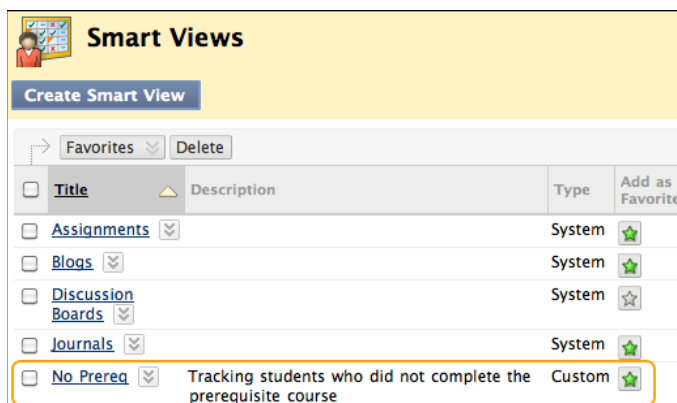 Smart Views
Create Smart View
Favorites Delete
Title Description Type Add as
Favorite
Assignments System
Blogs System
Discussion System
Boards
Journals System
No Prereq Tracking students who did not complete the Custom
prerequisite course